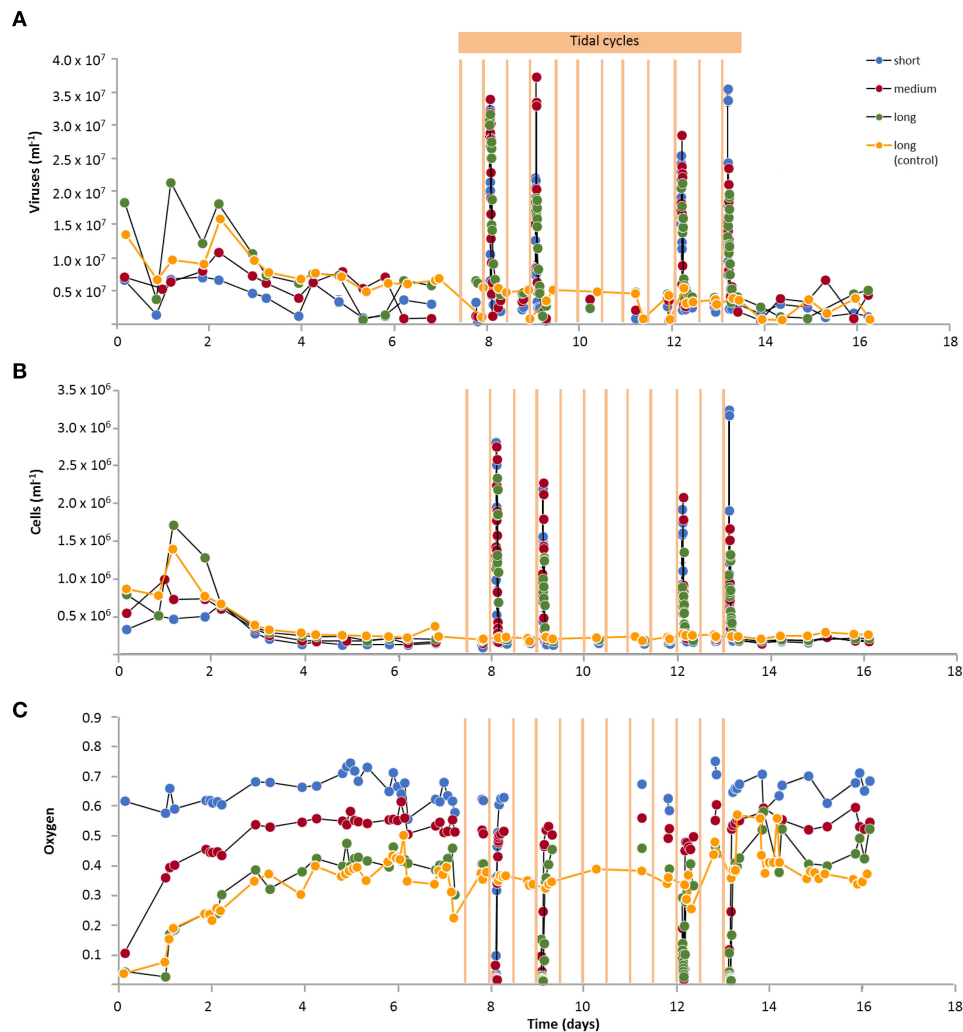 A
Tidal cycles
4.0 x 10⁷
3.5 x 10⁷
3.0 x 10⁷
2.5 x 10⁷
2.0 x 10⁷
1.5 x 10⁷
1.0 x 10⁷
0.5 x 10⁷
Viruses (ml⁻¹)
short
medium
long
long
(control)
0 2 4 6 8 10 12 14 16 18
B
3.5 x 10⁶
3.0 x 10⁶
2.5 x 10⁶
2.0 x 10⁶
1.5 x 10⁶
1.0 x 10⁶
0.5 x 10⁶
Cells (ml⁻¹)
0 2 4 6 8 10 12 14 16 18
C
0.9
0.8
0.7
0.6
0.5
0.4
0.3
0.2
0.1
Oxygen
0 2 4 6 8 10 12 14 16 18
Time (days)